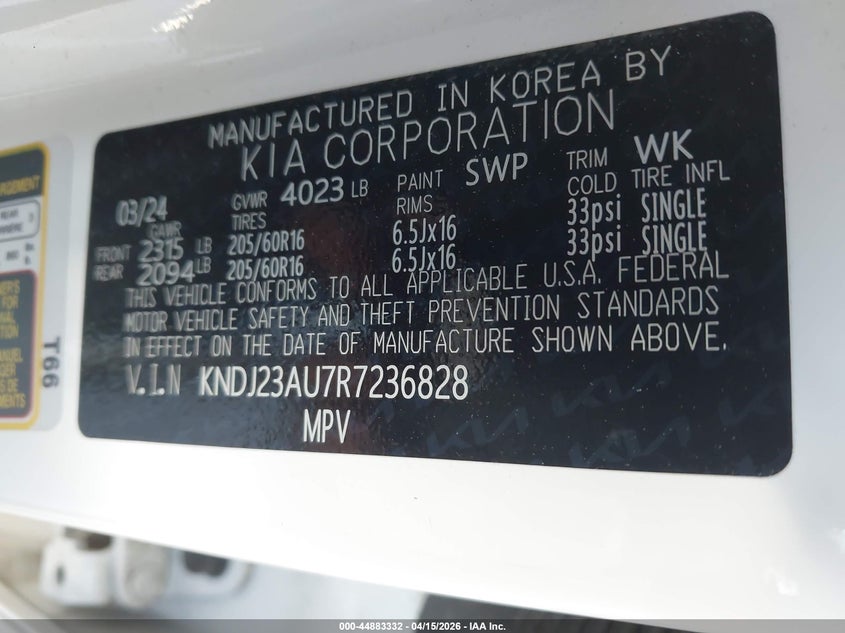 MANUFACTURED IN KOREA BY
KIA CORPORATION
03/24 GVWR 4023 LB PAINT SWP TRIM WK
GAWR TIRES RIMS COLD TIRE INFL
FRONT 2315 LB 205/60R16 6.5Jx16 33psi SINGLE
REAR 2094 LB 205/60R16 6.5Jx16 33psi SINGLE
THIS VEHICLE CONFORMS TO ALL APPLICABLE U.S.A. FEDERAL
MOTOR VEHICLE SAFETY AND THEFT PREVENTION STANDARDS
IN EFFECT ON THE DATE OF MANUFACTURE SHOWN ABOVE.
V.I.N KNDJ23AU7R7236828
MPV
T66
REAR
000-44883332 - 04/15/2026 - IAA Inc.